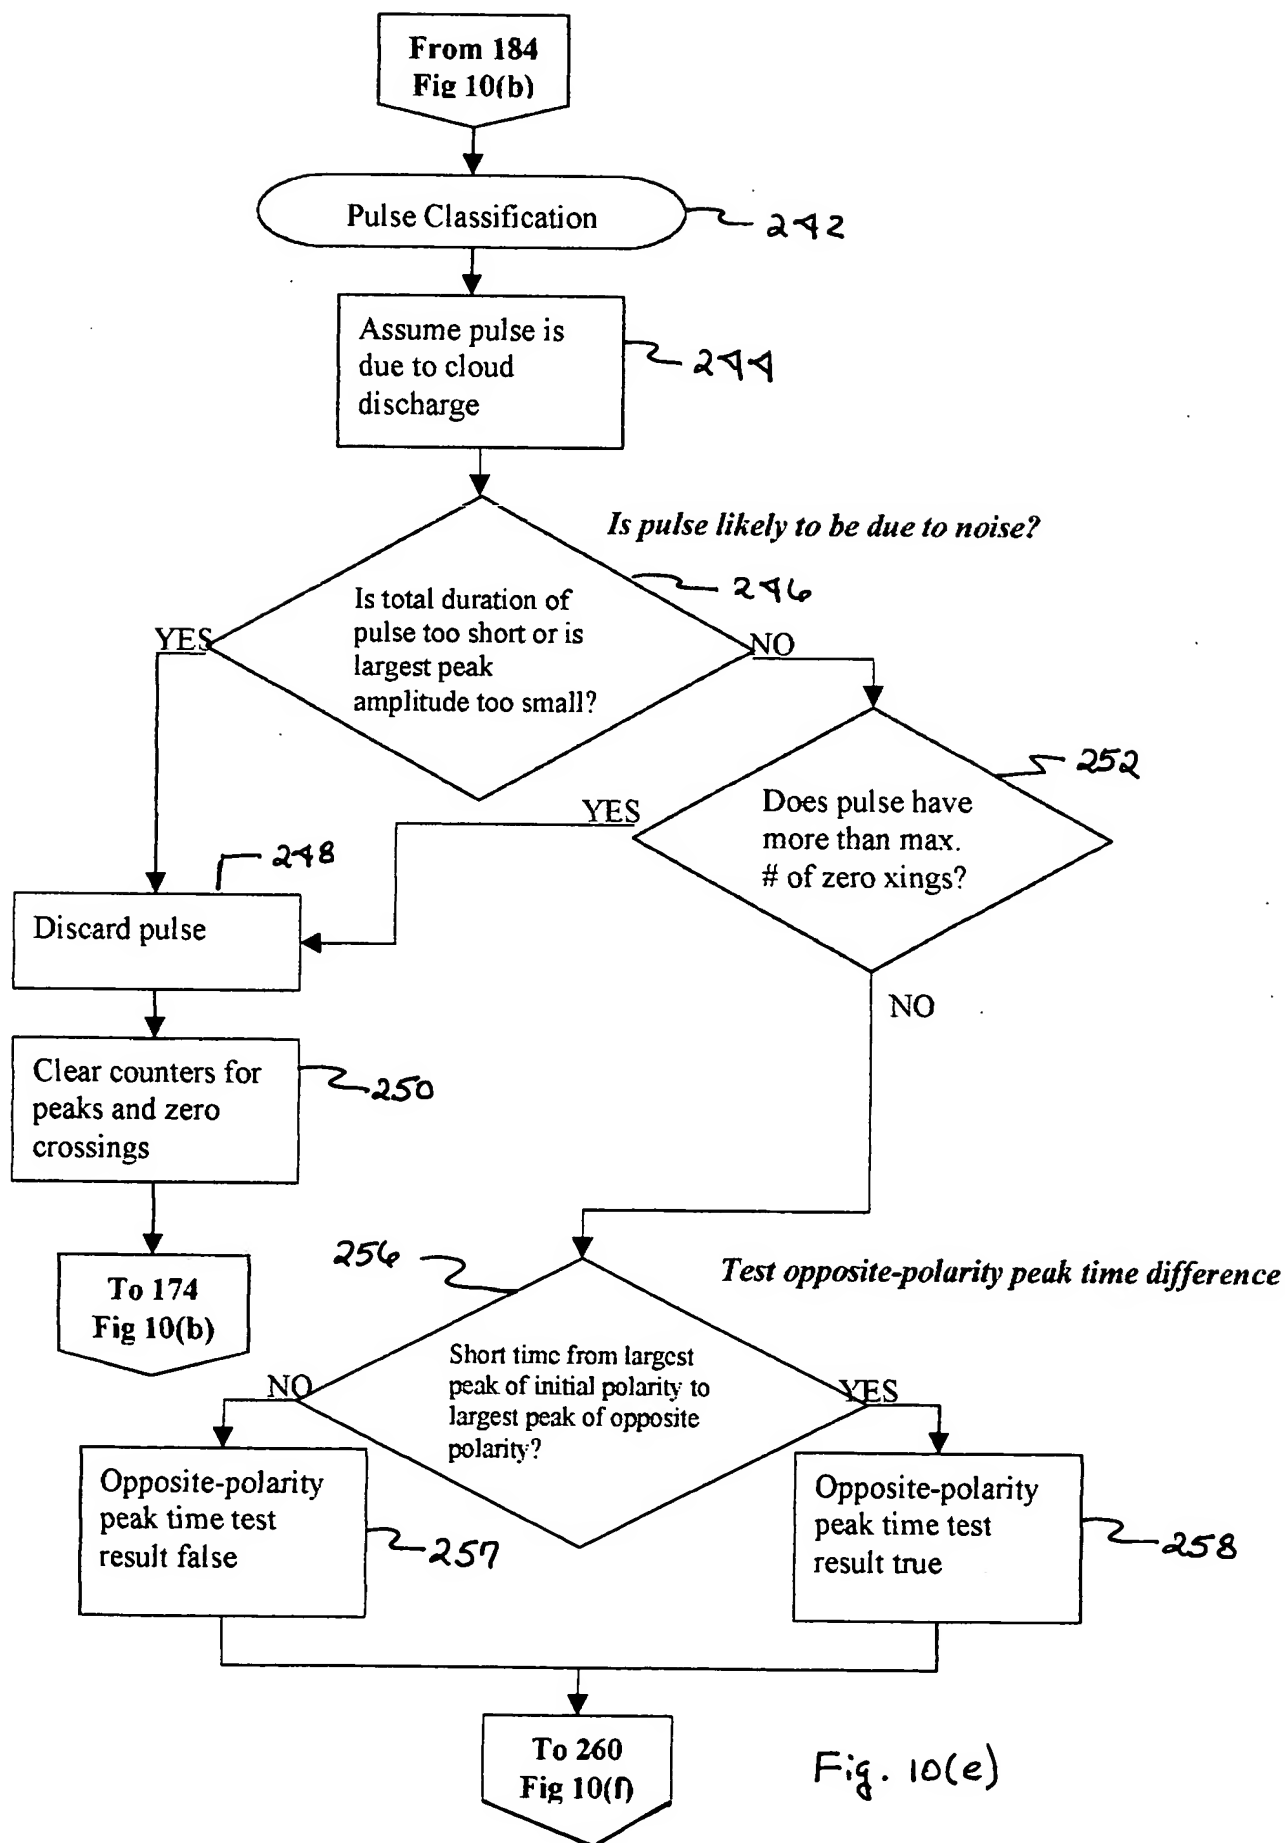 From 184
Fig 10(b)
Pulse Classification
242
Assume pulse is
due to cloud
discharge
244
Is pulse likely to be due to noise?
246
Is total duration of
pulse too short or is
largest peak
amplitude too small?
YES
NO
252
Does pulse have
more than max.
# of zero xings?
YES
NO
248
Discard pulse
Clear counters for
peaks and zero
crossings
250
To 174
Fig 10(b)
256
Test opposite-polarity peak time difference
Short time from largest
peak of initial polarity to
largest peak of opposite
polarity?
NO
YES
Opposite-polarity
peak time test
result false
257
Opposite-polarity
peak time test
result true
258
To 260
Fig 10(f)
Fig. 10(e)